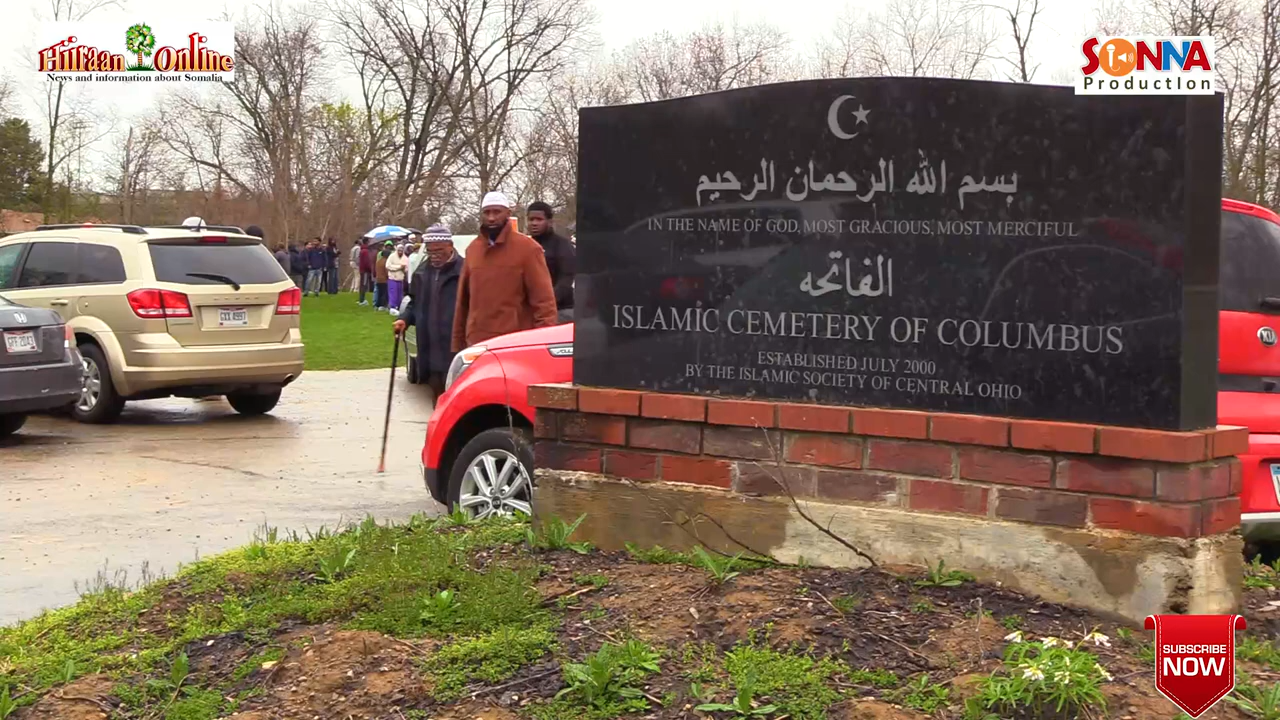 Hiiraan Online
News and information about Somalia
SONNA
Production
بسم الله الرحمان الرحيم
IN THE NAME OF GOD, MOST GRACIOUS, MOST MERCIFUL
الفاتحه
ISLAMIC CEMETERY OF COLUMBUS
ESTABLISHED JULY 2000
BY THE ISLAMIC SOCIETY OF CENTRAL OHIO
KIA
SUBSCRIBE
NOW